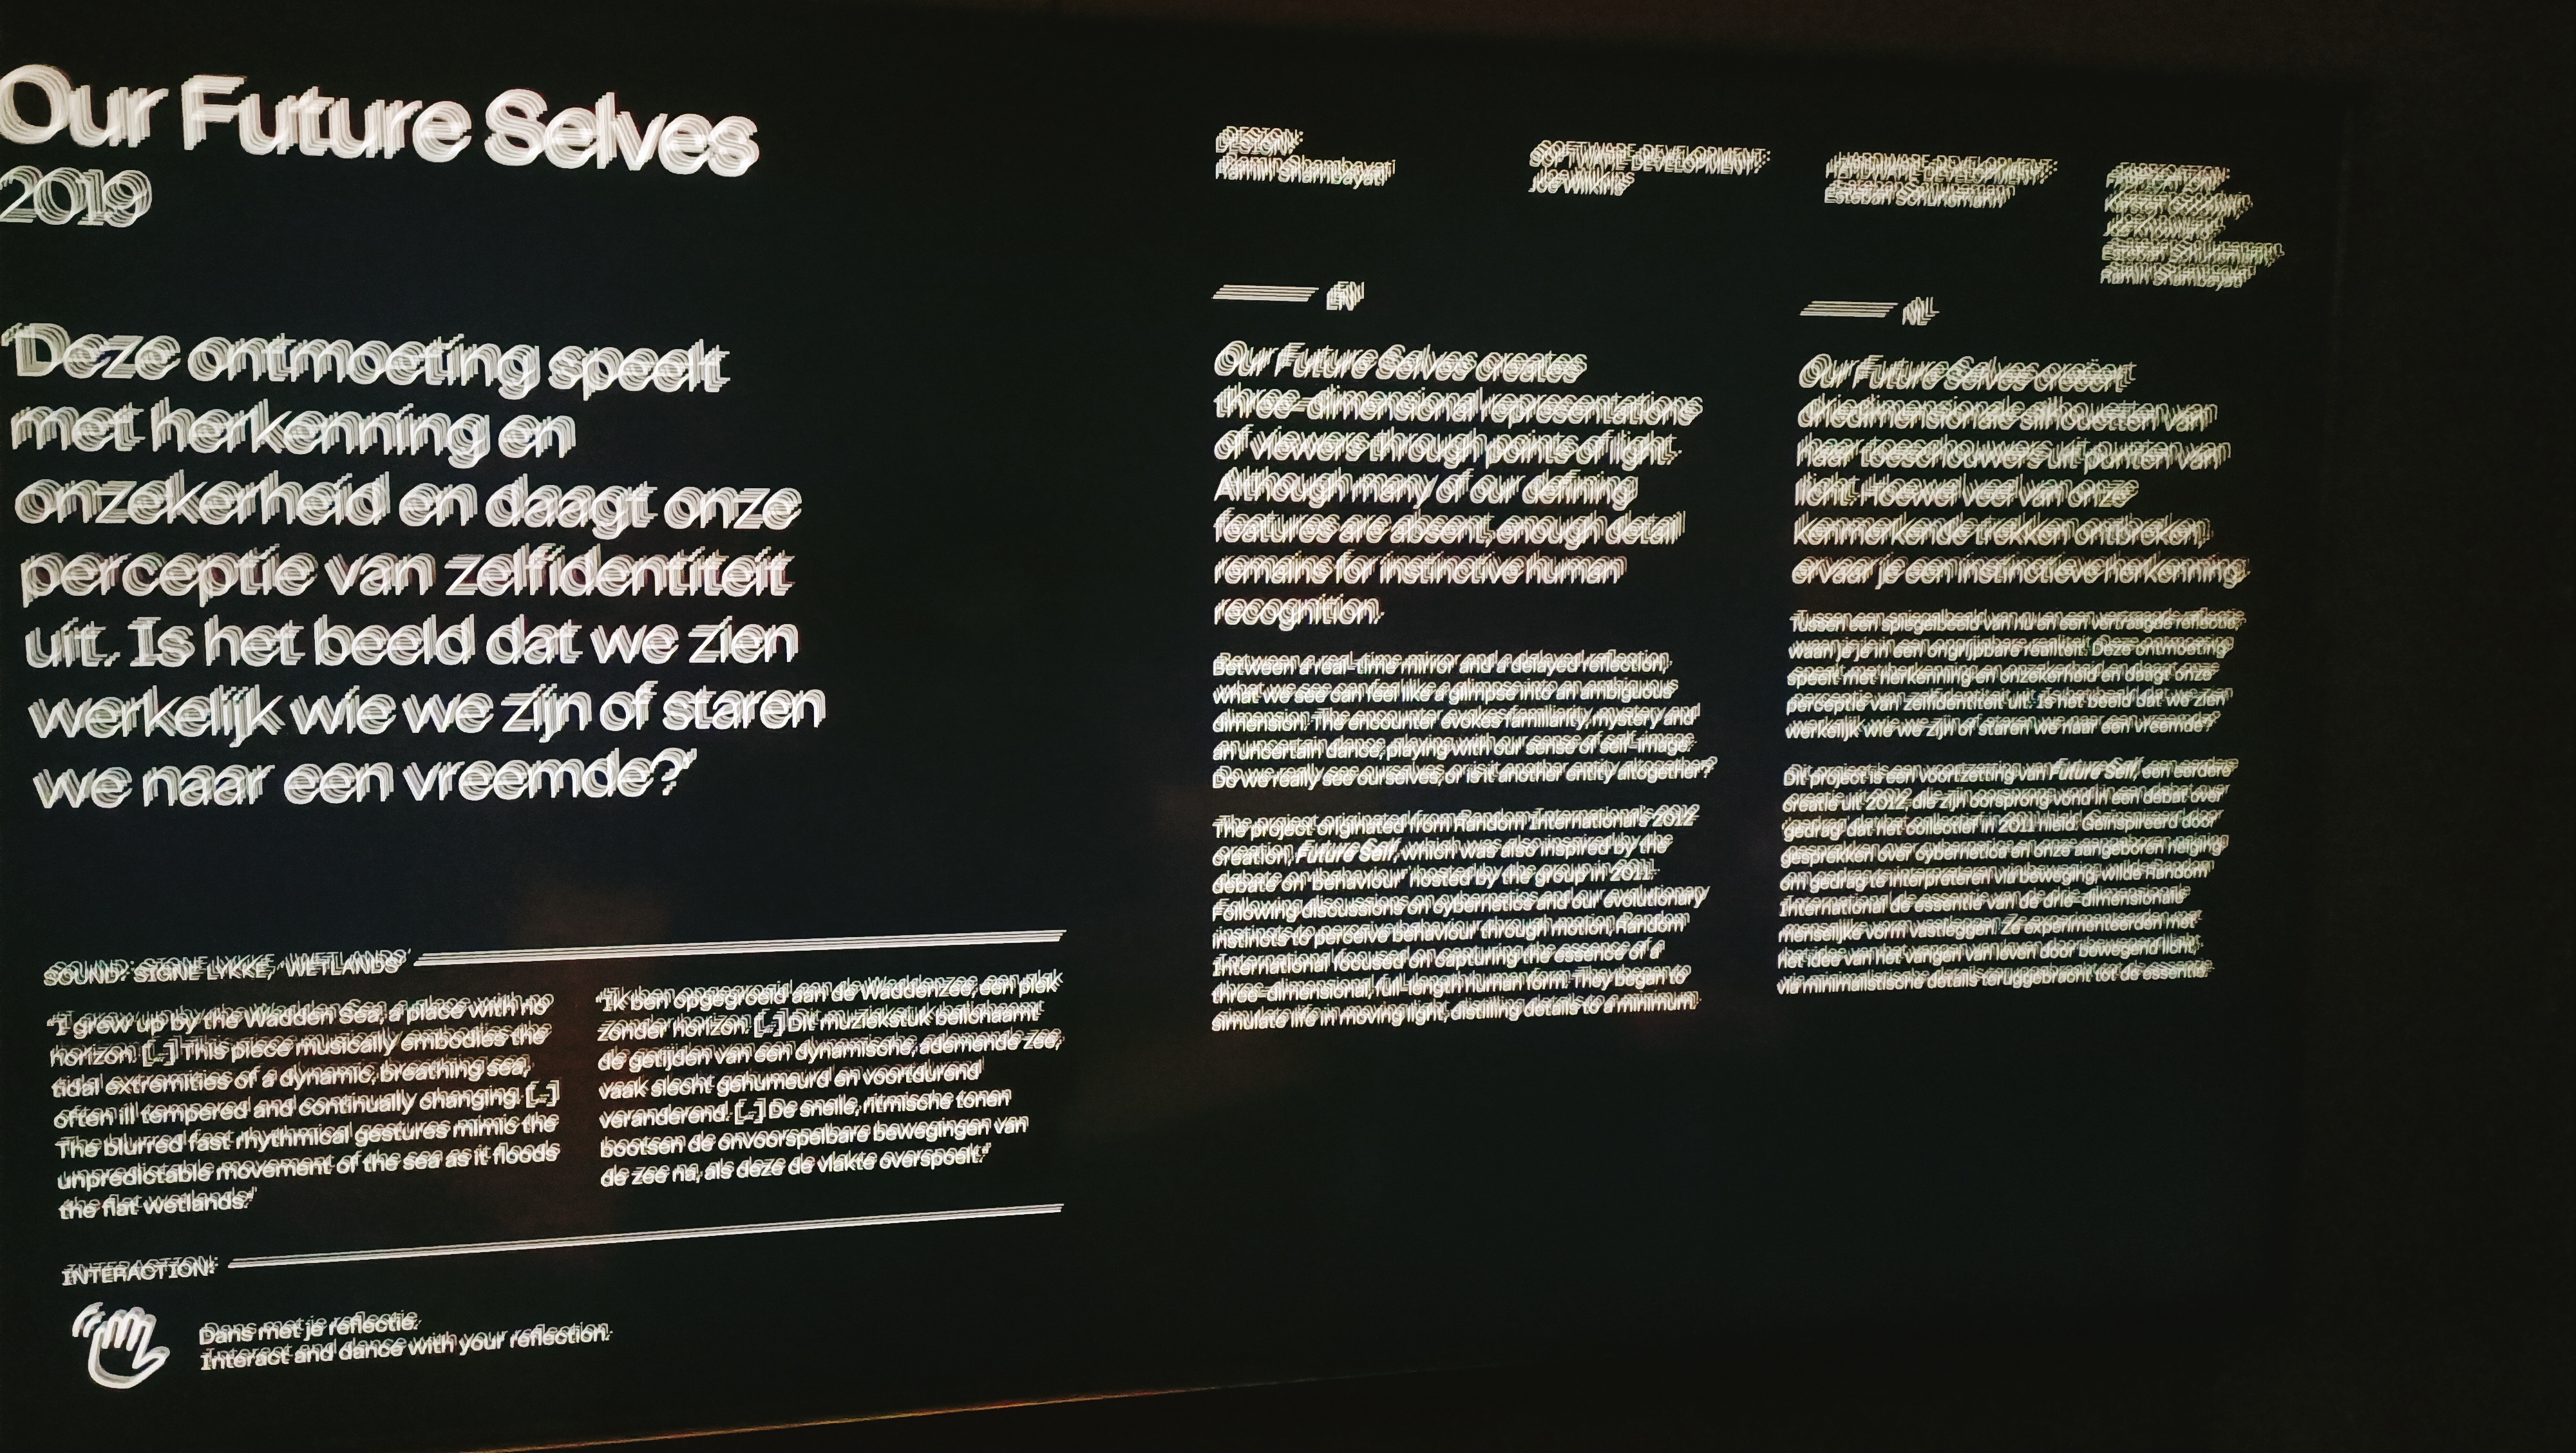 Our Future Selves
2019
'Deze ontmoeting speelt
met herkenning en
onzekerheid en daagt onze
perceptie van zelfidentiteit
uit. Is het beeld dat we zien
werkelijk wie we zijn of staren
we naar een vreemde?'
SOUND: SIGNE LYKKE, 'WETLANDS'
"I grew up by the Wadden Sea, a place with no
horizon. [...] This piece musically embodies the
tidal extremities of a dynamic, breathing sea,
often ill tempered and continually changing. [...]
The blurred fast rhythmical gestures mimic the
unpredictable movement of the sea as it floods
the flat wetlands."
"Ik ben opgegroeid aan de Waddenzee, een plek
zonder horizon. [...] Dit muziekstuk belichaamt
de getijden van een dynamische, ademende zee,
vaak slecht gehumeurd en voortdurend
veranderend. [...] De snelle, ritmische tonen
bootsen de onvoorspelbare bewegingen van
de zee na, als deze de vlakte overspoelt."
INTERACTION:
Dans met je reflectie.
Interact and dance with your reflection.
DESIGN:
Ramin Shambayati
SOFTWARE DEVELOPMENT:
Joe Wilkins
HARDWARE DEVELOPMENT:
Esteban Schunemann
FABRICATION:
Goodwin,
Joe
Esteban Schunemann,
Ramin Shambayati
EN
Our Future Selves creates
three-dimensional representations
of viewers through points of light.
Although many of our defining
features are absent, enough detail
remains for instinctive human
recognition.
Between a real-time mirror and a delayed reflection,
what we see can feel like a glimpse into an ambiguous
dimension. The encounter evokes familiarity, mystery and
an uncertain dance, playing with our sense of self-image.
Do we really see ourselves, or is it another entity altogether?
The project originated from Random International's 2012
creation, Future Self, which was also inspired by the
debate on 'behaviour' hosted by the group in 2011.
Following discussions on cybernetics and our evolutionary
instincts to perceive behaviour through motion, Random
International focused on capturing the essence of a
three-dimensional, full-length human form. They began to
simulate life in moving light, distilling details to a minimum.
NL
Our Future Selves creëert
driedimensionale silhouetten van
haar toeschouwers uit punten van
licht. Hoewel veel van onze
kenmerkende trekken ontbreken,
ervaar je een instinctieve herkenning.
Tussen een spiegelbeeld van nu en een vertraagde reflectie,
waan je je in een ongrijpbare realiteit. Deze ontmoeting
speelt met herkenning en onzekerheid en daagt onze
perceptie van zelfidentiteit uit. Is het beeld dat we zien
werkelijk wie we zijn of staren we naar een vreemde?
Dit project is een voortzetting van Future Self, een eerdere
creatie uit 2012, die zijn oorsprong vond in een debat over
'gedrag' dat het collectief in 2011 hield. Geïnspireerd door
gesprekken over cybernetica en onze aangeboren neiging
om gedrag te interpreteren via beweging, wilde Random
International de essentie van de drie-dimensionale
menselijke vorm vastleggen. Ze experimenteerden met
het idee van het vangen van leven door bewegend licht,
via minimalistische details teruggebracht tot de essentie.